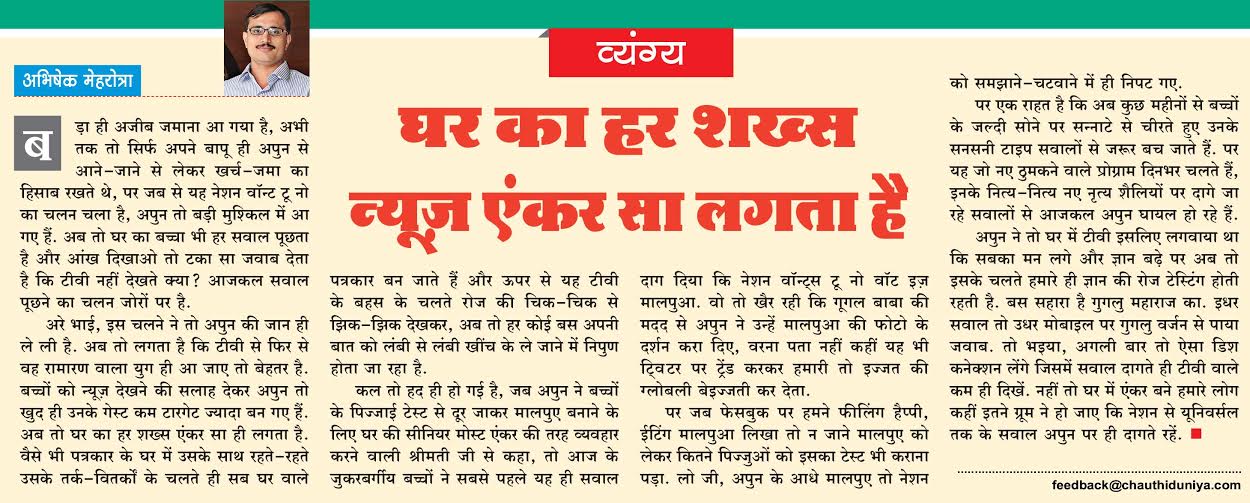 अभिषेक मेहरोत्रा
व्यंग्य
घर का हर शख्स
न्यूज़ एंकर सा लगता है
बड़ा ही अजीब जमाना आ गया है, अभी
तक तो सिर्फ अपने बापू ही अपुन से
आने-जाने से लेकर खर्च-जमा का
हिसाब रखते थे, पर जब से यह नेशन वॉन्ट टू नो
का चलन चला है, अपुन तो बड़ी मुश्किल में आ
गए हैं. अब तो घर का बच्चा भी हर सवाल पूछता
है और आंख दिखाओ तो टका सा जवाब देता
है कि टीवी नहीं देखते क्या? आजकल सवाल
पूछने का चलन जोरों पर है.
अरे भाई, इस चलने ने तो अपुन की जान ही
ले ली है. अब तो लगता है कि टीवी से फिर से
वह रामारण वाला युग ही आ जाए तो बेहतर है.
बच्चों को न्यूज़ देखने की सलाह देकर अपुन तो
खुद ही उनके गेस्ट कम टारगेट ज्यादा बन गए हैं.
अब तो घर का हर शख्स एंकर सा ही लगता है.
वैसे भी पत्रकार के घर में उसके साथ रहते-रहते
उसके तर्क-वितर्कों के चलते ही सब घर वाले
पत्रकार बन जाते हैं और ऊपर से यह टीवी
के बहस के चलते रोज की चिक-चिक से
झिक-झिक देखकर, अब तो हर कोई बस अपनी
बात को लंबी से लंबी खींच के ले जाने में निपुण
होता जा रहा है.
कल तो हद ही हो गई है, जब अपुन ने बच्चों
के पिज्जाई टेस्ट से दूर जाकर मालपुए बनाने के
लिए घर की सीनियर मोस्ट एंकर की तरह व्यवहार
करने वाली श्रीमती जी से कहा, तो आज के
जुकरबर्गीय बच्चों ने सबसे पहले यह ही सवाल
दाग दिया कि नेशन वॉन्ट्स टू नो वॉट इज़
मालपुआ. वो तो खैर रही कि गूगल बाबा की
मदद से अपुन ने उन्हें मालपुआ की फोटो के
दर्शन करा दिए, वरना पता नहीं कहीं यह भी
टि्वटर पर ट्रेंड करकर हमारी तो इज्जत की
ग्लोबली बेइज्जती कर देता.
पर जब फेसबुक पर हमने फीलिंग हैप्पी,
ईटिंग मालपुआ लिखा तो न जाने मालपुए को
लेकर कितने पिज्जुओं को इसका टेस्ट भी कराना
पड़ा. लो जी, अपुन के आधे मालपुए तो नेशन
को समझाने-चटवाने में ही निपट गए.
पर एक राहत है कि अब कुछ महीनों से बच्चों
के जल्दी सोने पर सन्नाटे से चीरते हुए उनके
सनसनी टाइप सवालों से जरूर बच जाते हैं. पर
यह जो नए ठुमकने वाले प्रोग्राम दिनभर चलते हैं,
इनके नित्य-नित्य नए नृत्य शैलियों पर दागे जा
रहे सवालों से आजकल अपुन घायल हो रहे हैं.
अपुन ने तो घर में टीवी इसलिए लगवाया था
कि सबका मन लगे और ज्ञान बढ़े पर अब तो
इसके चलते हमारे ही ज्ञान की रोज टेस्टिंग होती
रहती है. बस सहारा है गुगलु महाराज का. इधर
सवाल तो उधर मोबाइल पर गुगलु वर्जन से पाया
जवाब. तो भइया, अगली बार तो ऐसा डिश
कनेक्शन लेंगे जिसमें सवाल दागते ही टीवी वाले
कम ही दिखें. नहीं तो घर में एंकर बने हमारे लोग
कहीं इतने ग्रूम ने हो जाए कि नेशन से यूनिवर्सल
तक के सवाल अपुन पर ही दागते रहें.
feedback@chauthiduniya.com